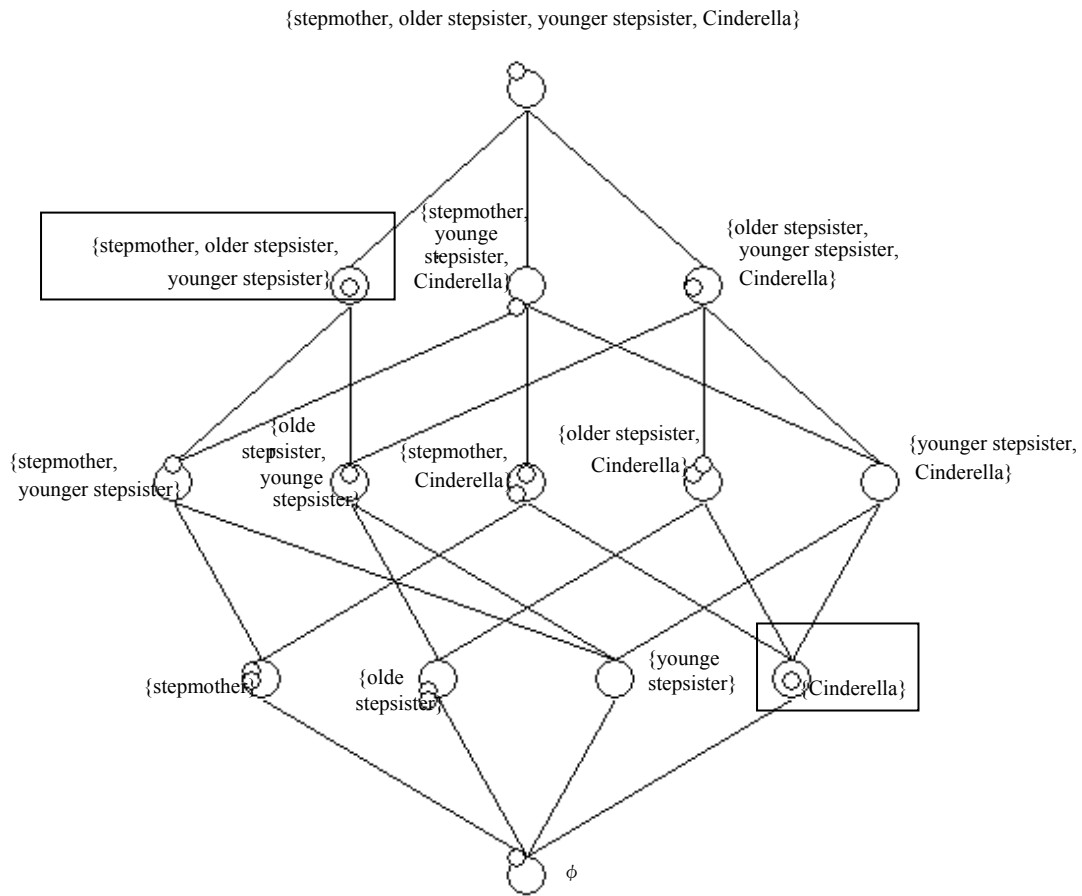 {stepmother, older stepsister, younger stepsister, Cinderella}
{stepmother, older stepsister,
younger stepsister}
{stepmother,
younge
r
stepsister,
Cinderella}
{older stepsister,
younger stepsister,
Cinderella}
{stepmother,
younger stepsister}
{olde
r
stepsister,
younge
stepsister}
{stepmother,
Cinderella
{older stepsister,
Cinderella}
{younger stepsister,
Cinderella}
{stepmother}
{olde
stepsister}
{younge
stepsister}
{Cinderella}
ϕ